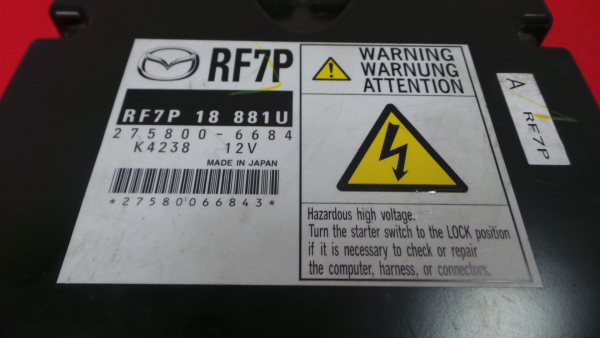 RF7P
RF7P 18 881U
275800-6684
K4238 12V
MADE IN JAPAN
*27580066843*
WARNING
WARNUNG
ATTENTION
Hazardous high voltage.
Turn the starter switch to the LOCK position
if it is necessary to check or repair
the computer, harness, or connectors.
A RF7P